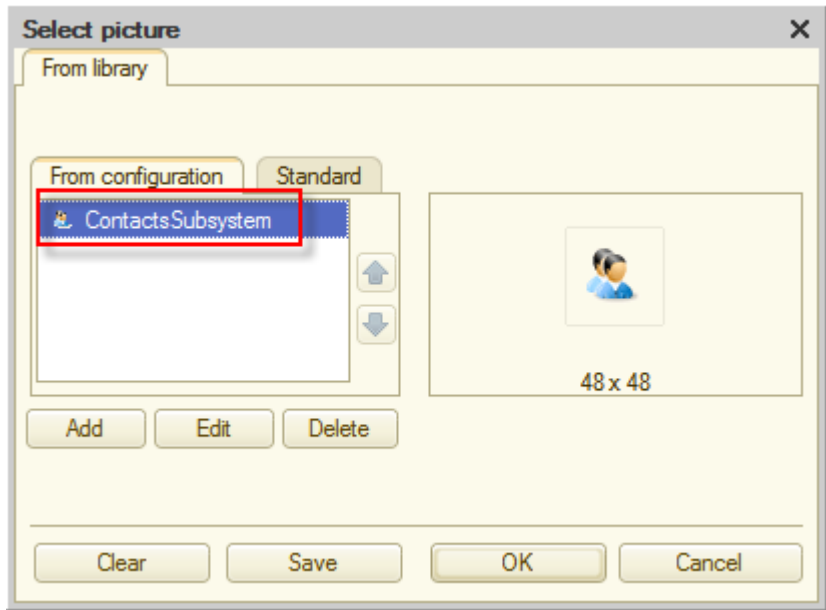 Select picture
From library
From configuration Standard
ContactsSubsystem
48 x 48
Add Edit Delete
Clear Save OK Cancel